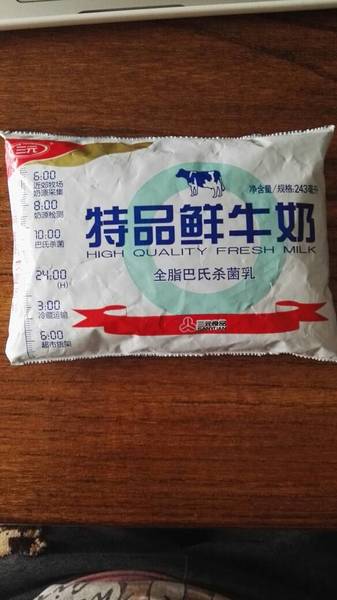 三元
6:00
近郊牧场
奶源采集
8:00
奶源检测
10:00
巴氏杀菌
24:00
(H)
3:00
冷藏运输
6:00
超市货架
净含量/规格:243毫升
特品鲜牛奶
HIGH QUALITY FRESH MILK
全脂巴氏杀菌乳
三元食品